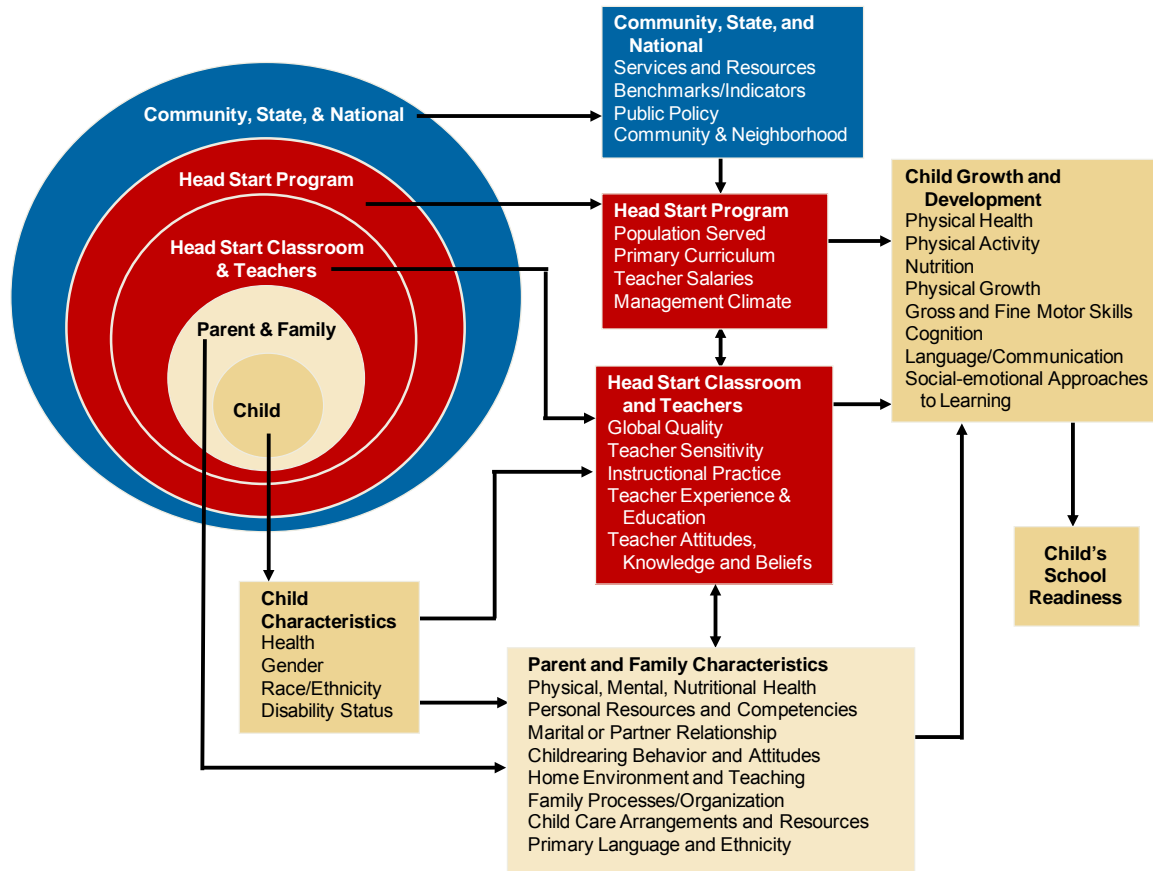 Community, State, & National
Head Start Program
Head Start Classroom
& Teachers
Parent & Family
Child
Community, State, and
National
Services and Resources
Benchmarks/Indicators
Public Policy
Community & Neighborhood
Head Start Program
Population Served
Primary Curriculum
Teacher Salaries
Management Climate
Head Start Classroom
and Teachers
Global Quality
Teacher Sensitivity
Instructional Practice
Teacher Experience &
Education
Teacher Attitudes,
Knowledge and Beliefs
Child Growth and
Development
Physical Health
Physical Activity
Nutrition
Physical Growth
Gross and Fine Motor Skills
Cognition
Language/Communication
Social-emotional Approaches
to Learning
Child’s
School
Readiness
Child
Characteristics
Health
Gender
Race/Ethnicity
Disability Status
Parent and Family Characteristics
Physical, Mental, Nutritional Health
Personal Resources and Competencies
Marital or Partner Relationship
Childrearing Behavior and Attitudes
Home Environment and Teaching
Family Processes/Organization
Child Care Arrangements and Resources
Primary Language and Ethnicity